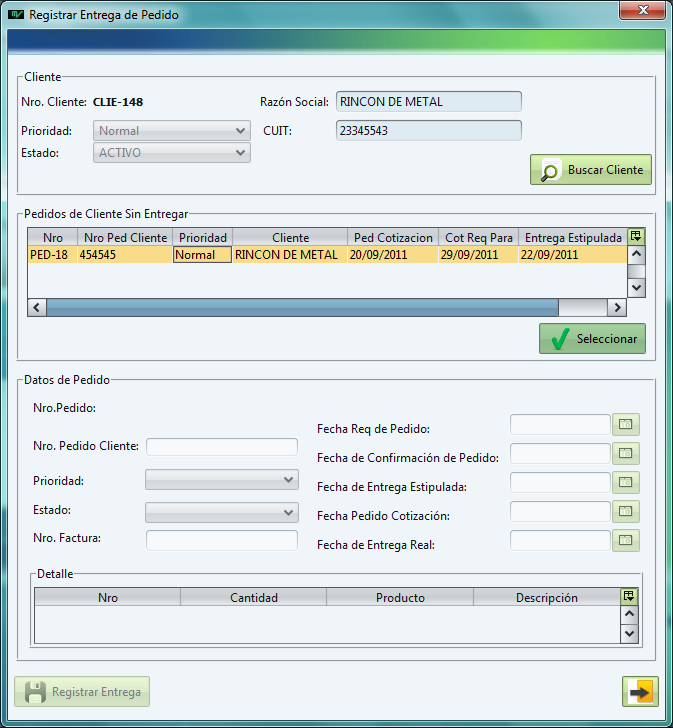 Registrar Entrega de Pedido
Cliente
Nro. Cliente: CLIE-148 Razón Social: RINCON DE METAL
Prioridad: Normal CUIT: 23345543
Estado: ACTIVO
Buscar Cliente
Pedidos de Cliente Sin Entregar
Nro Nro Ped Cliente Prioridad Cliente Ped Cotizacion Cot Req Para Entrega Estipulada
PED-18 454545 Normal RINCON DE METAL 20/09/2011 29/09/2011 22/09/2011
Seleccionar
Datos de Pedido
Nro.Pedido:
Nro. Pedido Cliente:
Prioridad:
Estado:
Nro. Factura:
Fecha Req de Pedido:
Fecha de Confirmación de Pedido:
Fecha de Entrega Estipulada:
Fecha Pedido Cotización:
Fecha de Entrega Real:
Detalle
Nro Cantidad Producto Descripción
Registrar Entrega